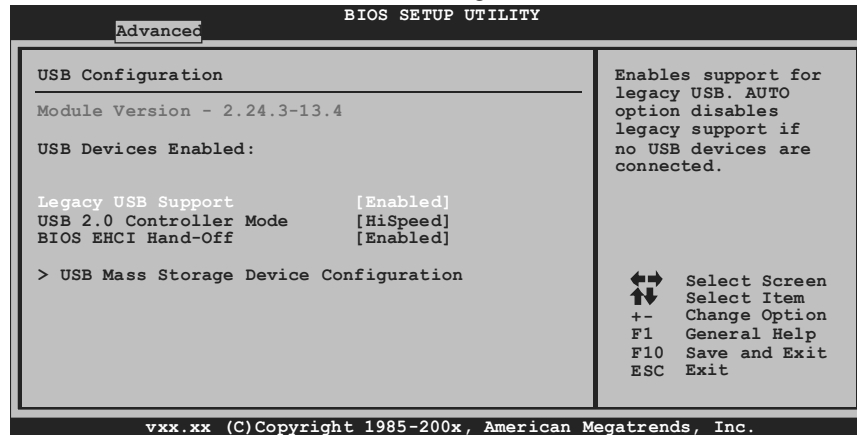 BIOS SETUP UTILITY
Advanced
USB Configuration
Module Version - 2.24.3-13.4
USB Devices Enabled:
Legacy USB Support [Enabled]
USB 2.0 Controller Mode [HiSpeed]
BIOS EHCI Hand-Off [Enabled]
> USB Mass Storage Device Configuration
Enables support for
legacy USB. AUTO
option disables
legacy support if
no USB devices are
connected.
Select Screen
Select Item
+- Change Option
F1 General Help
F10 Save and Exit
ESC Exit
vxx.xx (C)Copyright 1985-200x, American Megatrends, Inc.